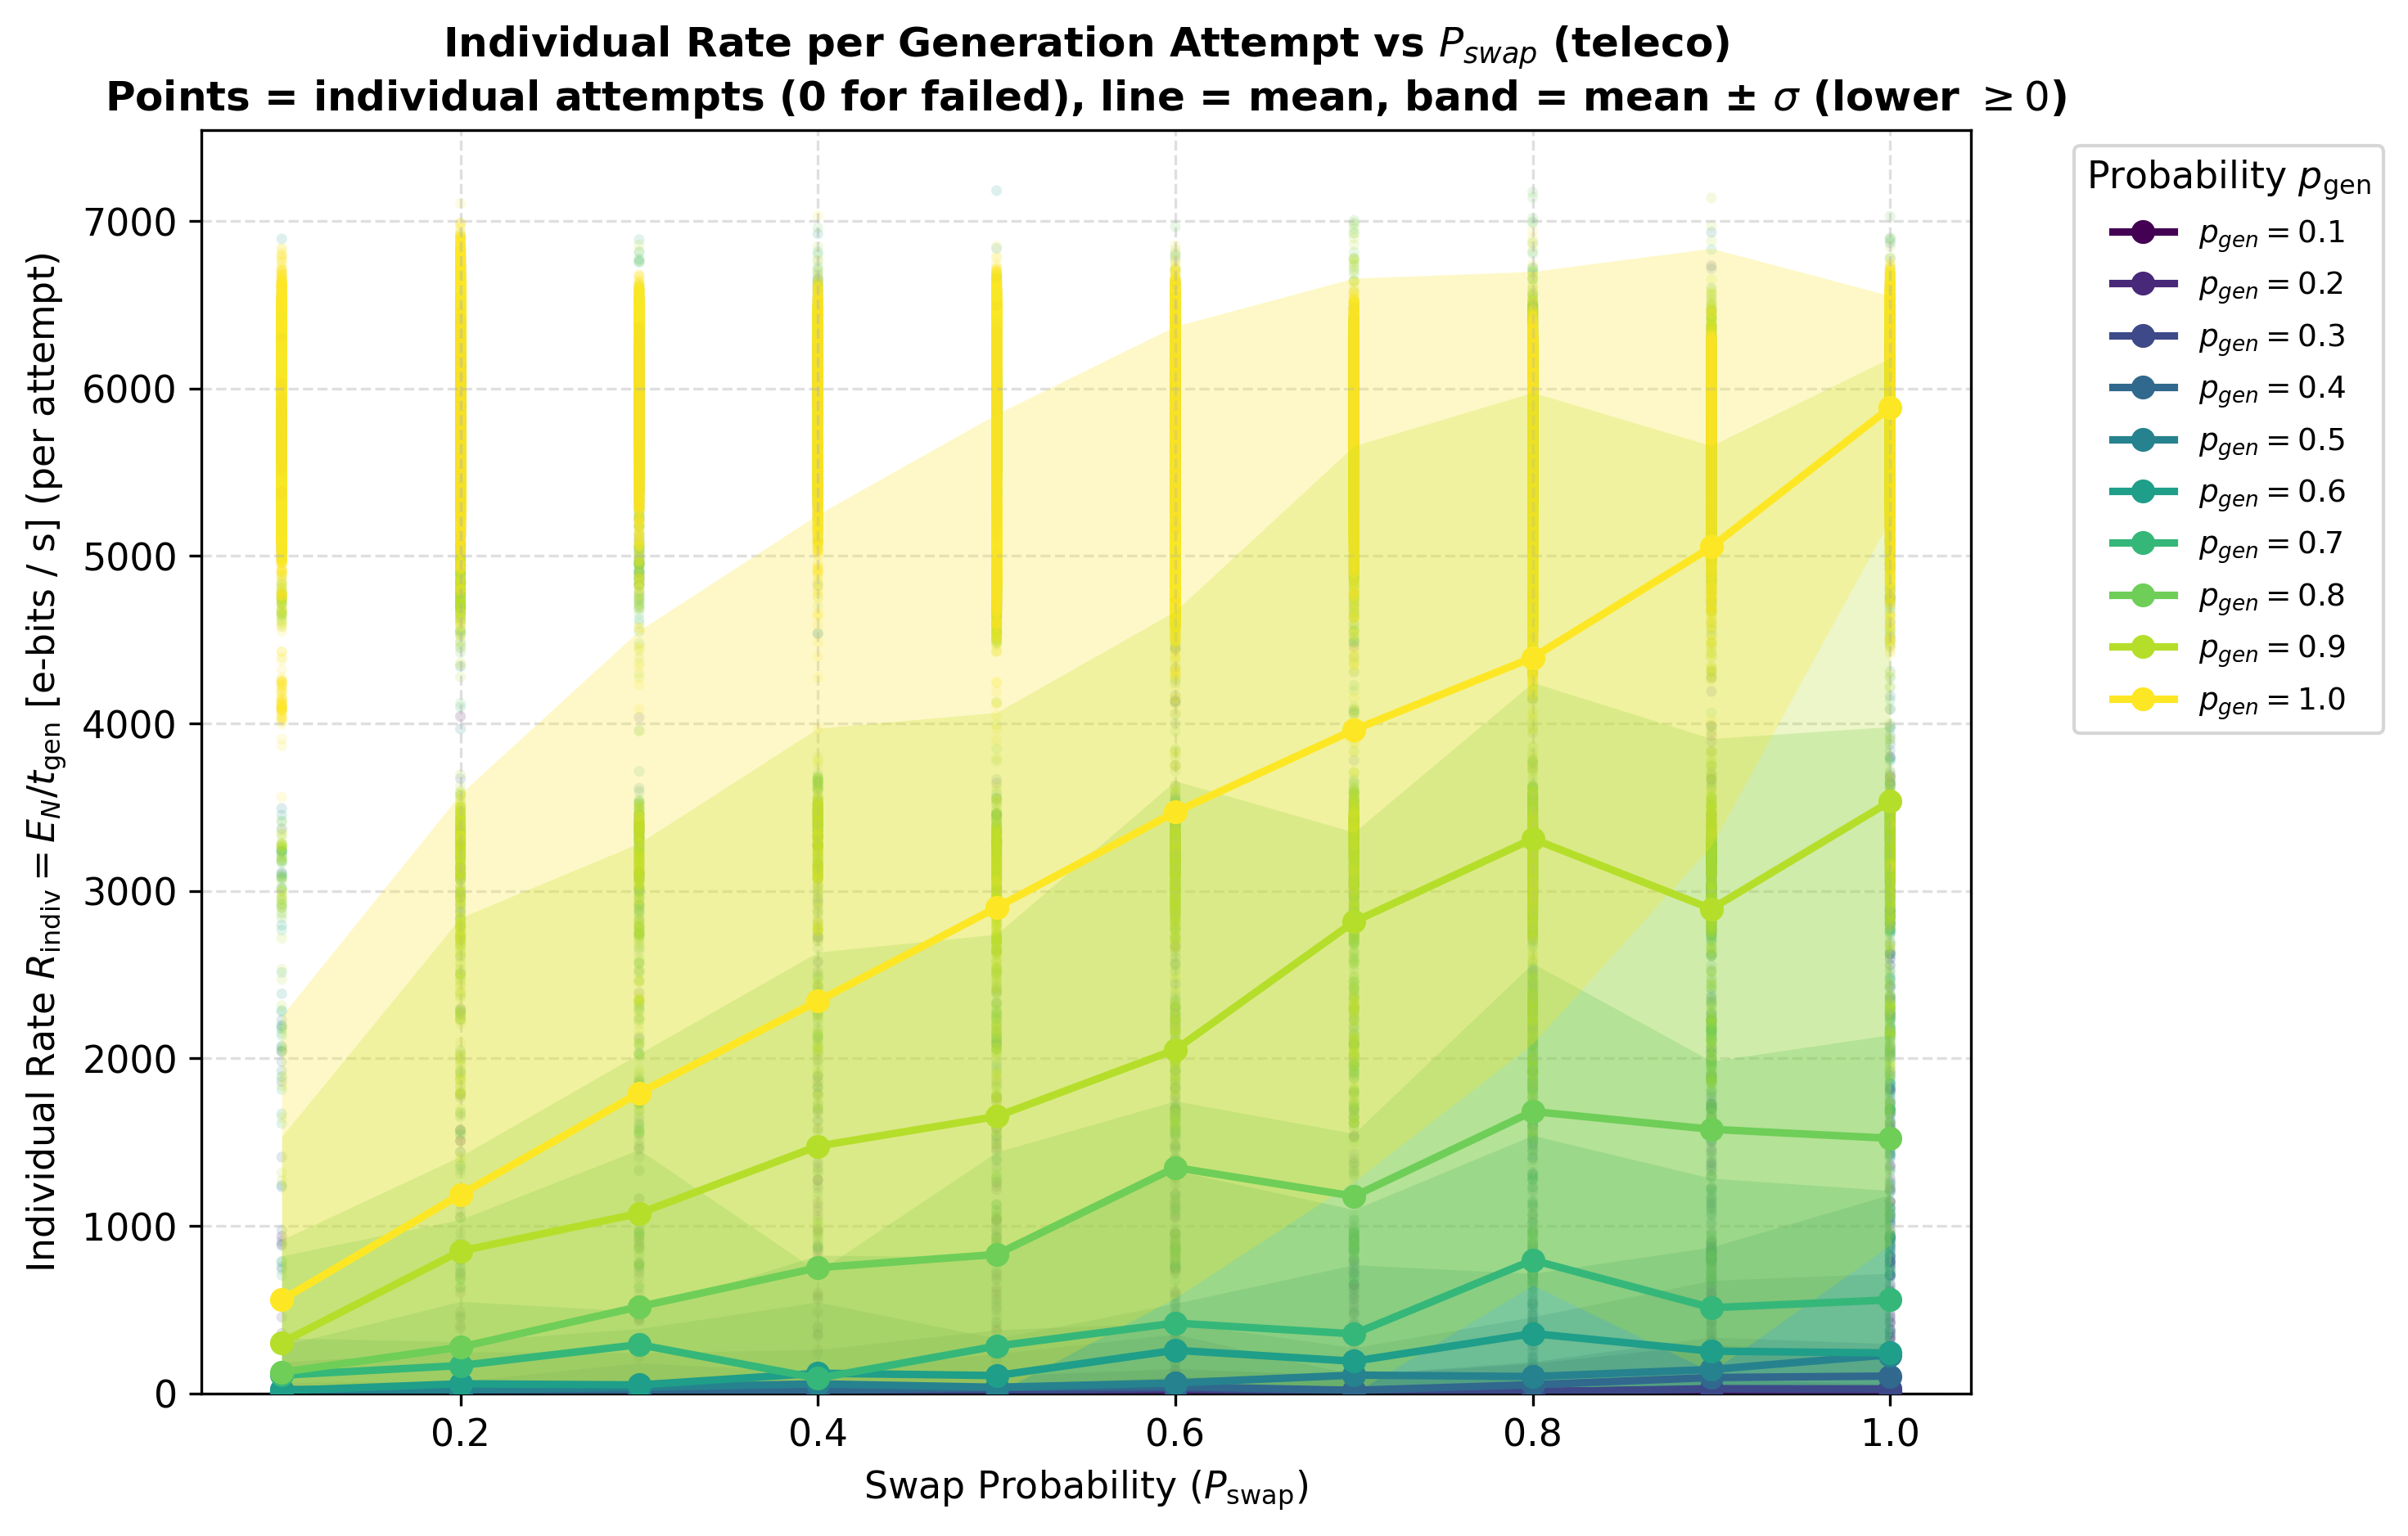 Individual Rate per Generation Attempt vs P_swap (teleco)
Points = individual attempts (0 for failed), line = mean, band = mean ± σ (lower ≥0)
Individual Rate R_indiv = E_N/t_gen [e-bits / s] (per attempt)
7000
6000
5000
4000
3000
2000
1000
0
0.2 0.4 0.6 0.8 1.0
Swap Probability (P_swap)
Probability p_gen
p_gen = 0.1
p_gen = 0.2
p_gen = 0.3
p_gen = 0.4
p_gen = 0.5
p_gen = 0.6
p_gen = 0.7
p_gen = 0.8
p_gen = 0.9
p_gen = 1.0